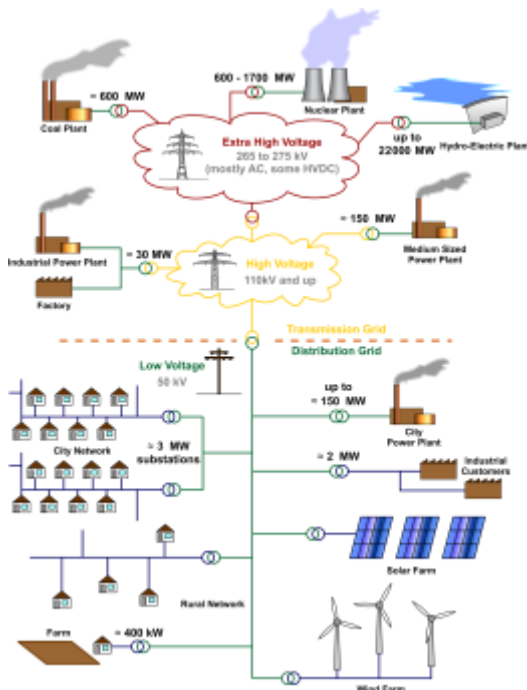 ≈ 600 MW
Coal Plant
600 - 1700 MW
Nuclear Plant
Extra High Voltage
265 to 275 kV
(mostly AC, some HVDC)
up to
22000 MW
Hydro-Electric Plant
Industrial Power Plant
≈ 30 MW
Factory
High Voltage
110kV and up
≈ 150 MW
Medium Sized
Power Plant
Transmission Grid
Distribution Grid
Low Voltage
50 kV
City Network
≈ 3 MW
substations
up to
≈ 150 MW
City
Power Plant
≈ 2 MW
Industrial
Customers
Solar Farm
Rural Network
Farm
≈ 400 kW
Wind Farm